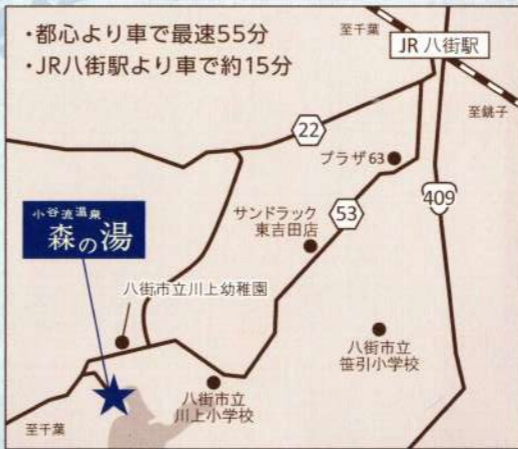 ・都心より車で最速55分
・JR八街駅より車で約15分
至千葉
JR 八街駅
至銚子
22
プラザ63
409
53
サンドラック
東吉田店
小谷流温泉
森の湯
八街市立川上幼稚園
八街市立
笹引小学校
八街市立
川上小学校
至千葉